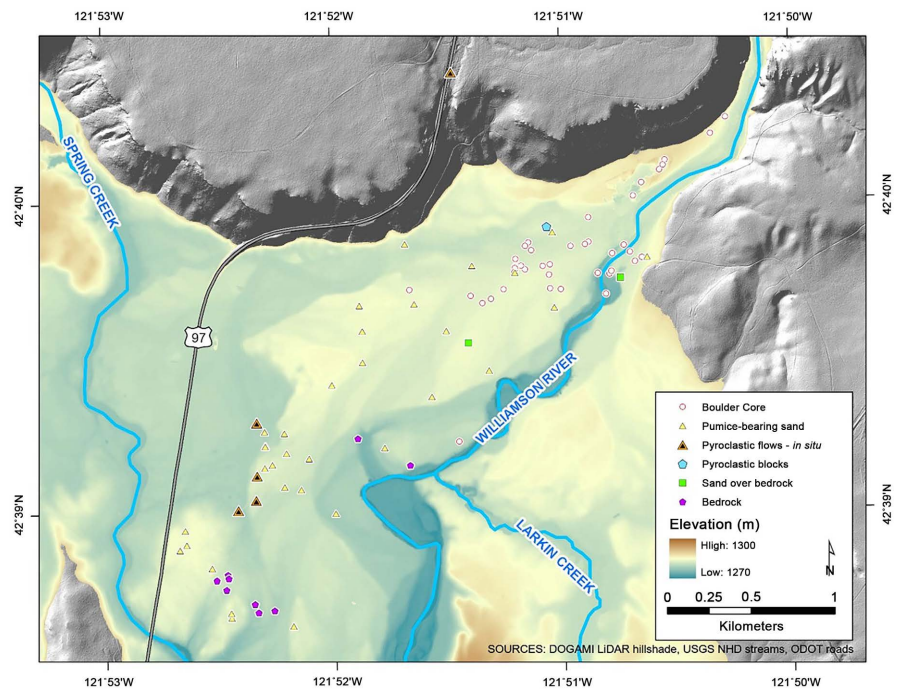 121°53'W 121°52'W 121°51'W 121°50'W
SPRING CREEK
42°40'N 42°40'N
97
WILLIAMSON RIVER
Boulder Core
Pumice-bearing sand
Pyroclastic flows - in situ
Pyroclastic blocks
Sand over bedrock
Bedrock
42°39'N 42°39'N
LARKIN CREEK
Elevation (m)
High: 1300
Low: 1270
N
0 0.25 0.5 1
Kilometers
SOURCES: DOGAMI LiDAR hillshade, USGS NHD streams, ODOT roads
121°53'W 121°52'W 121°51'W 121°50'W